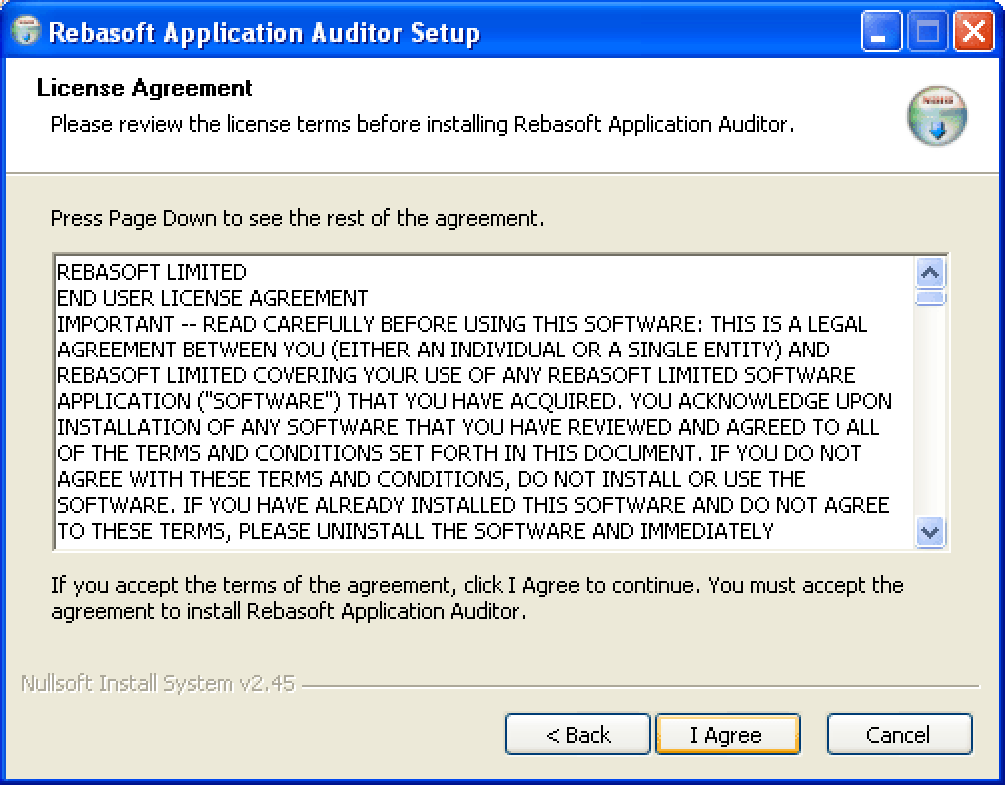 Rebasoft Application Auditor Setup
License Agreement
Please review the license terms before installing Rebasoft Application Auditor.
Press Page Down to see the rest of the agreement.
REBASOFT LIMITED
END USER LICENSE AGREEMENT
IMPORTANT -- READ CAREFULLY BEFORE USING THIS SOFTWARE: THIS IS A LEGAL
AGREEMENT BETWEEN YOU (EITHER AN INDIVIDUAL OR A SINGLE ENTITY) AND
REBASOFT LIMITED COVERING YOUR USE OF ANY REBASOFT LIMITED SOFTWARE
APPLICATION ("SOFTWARE") THAT YOU HAVE ACQUIRED. YOU ACKNOWLEDGE UPON
INSTALLATION OF ANY SOFTWARE THAT YOU HAVE REVIEWED AND AGREED TO ALL
OF THE TERMS AND CONDITIONS SET FORTH IN THIS DOCUMENT. IF YOU DO NOT
AGREE WITH THESE TERMS AND CONDITIONS, DO NOT INSTALL OR USE THE
SOFTWARE. IF YOU HAVE ALREADY INSTALLED THIS SOFTWARE AND DO NOT AGREE
TO THESE TERMS, PLEASE UNINSTALL THE SOFTWARE AND IMMEDIATELY
If you accept the terms of the agreement, click I Agree to continue. You must accept the
agreement to install Rebasoft Application Auditor.
Nullsoft Install System v2.45
< Back
I Agree
Cancel